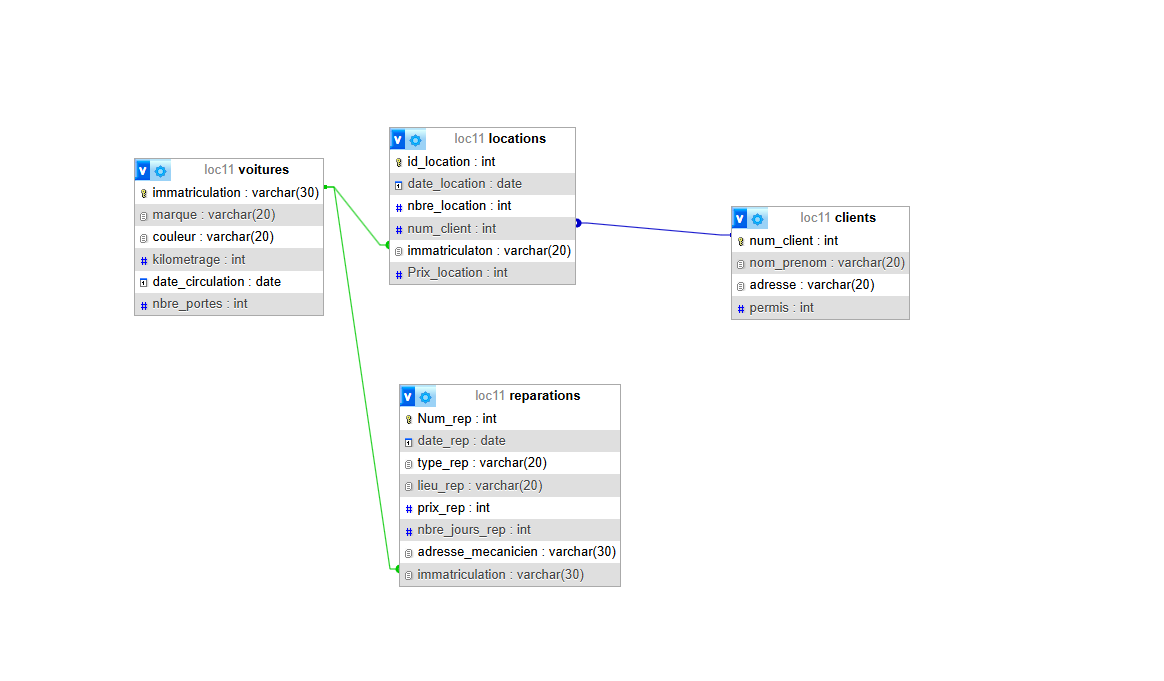 loc11 voitures
immatriculation : varchar(30)
marque : varchar(20)
couleur : varchar(20)
kilometrage : int
date_circulation : date
nbre_portes : int
loc11 locations
id_location : int
date_location : date
nbre_location : int
num_client : int
immatriculaton : varchar(20)
Prix_location : int
loc11 clients
num_client : int
nom_prenom : varchar(20)
adresse : varchar(20)
permis : int
loc11 reparations
Num_rep : int
date_rep : date
type_rep : varchar(20)
lieu_rep : varchar(20)
prix_rep : int
nbre_jours_rep : int
adresse_mecanicien : varchar(30)
immatriculation : varchar(30)